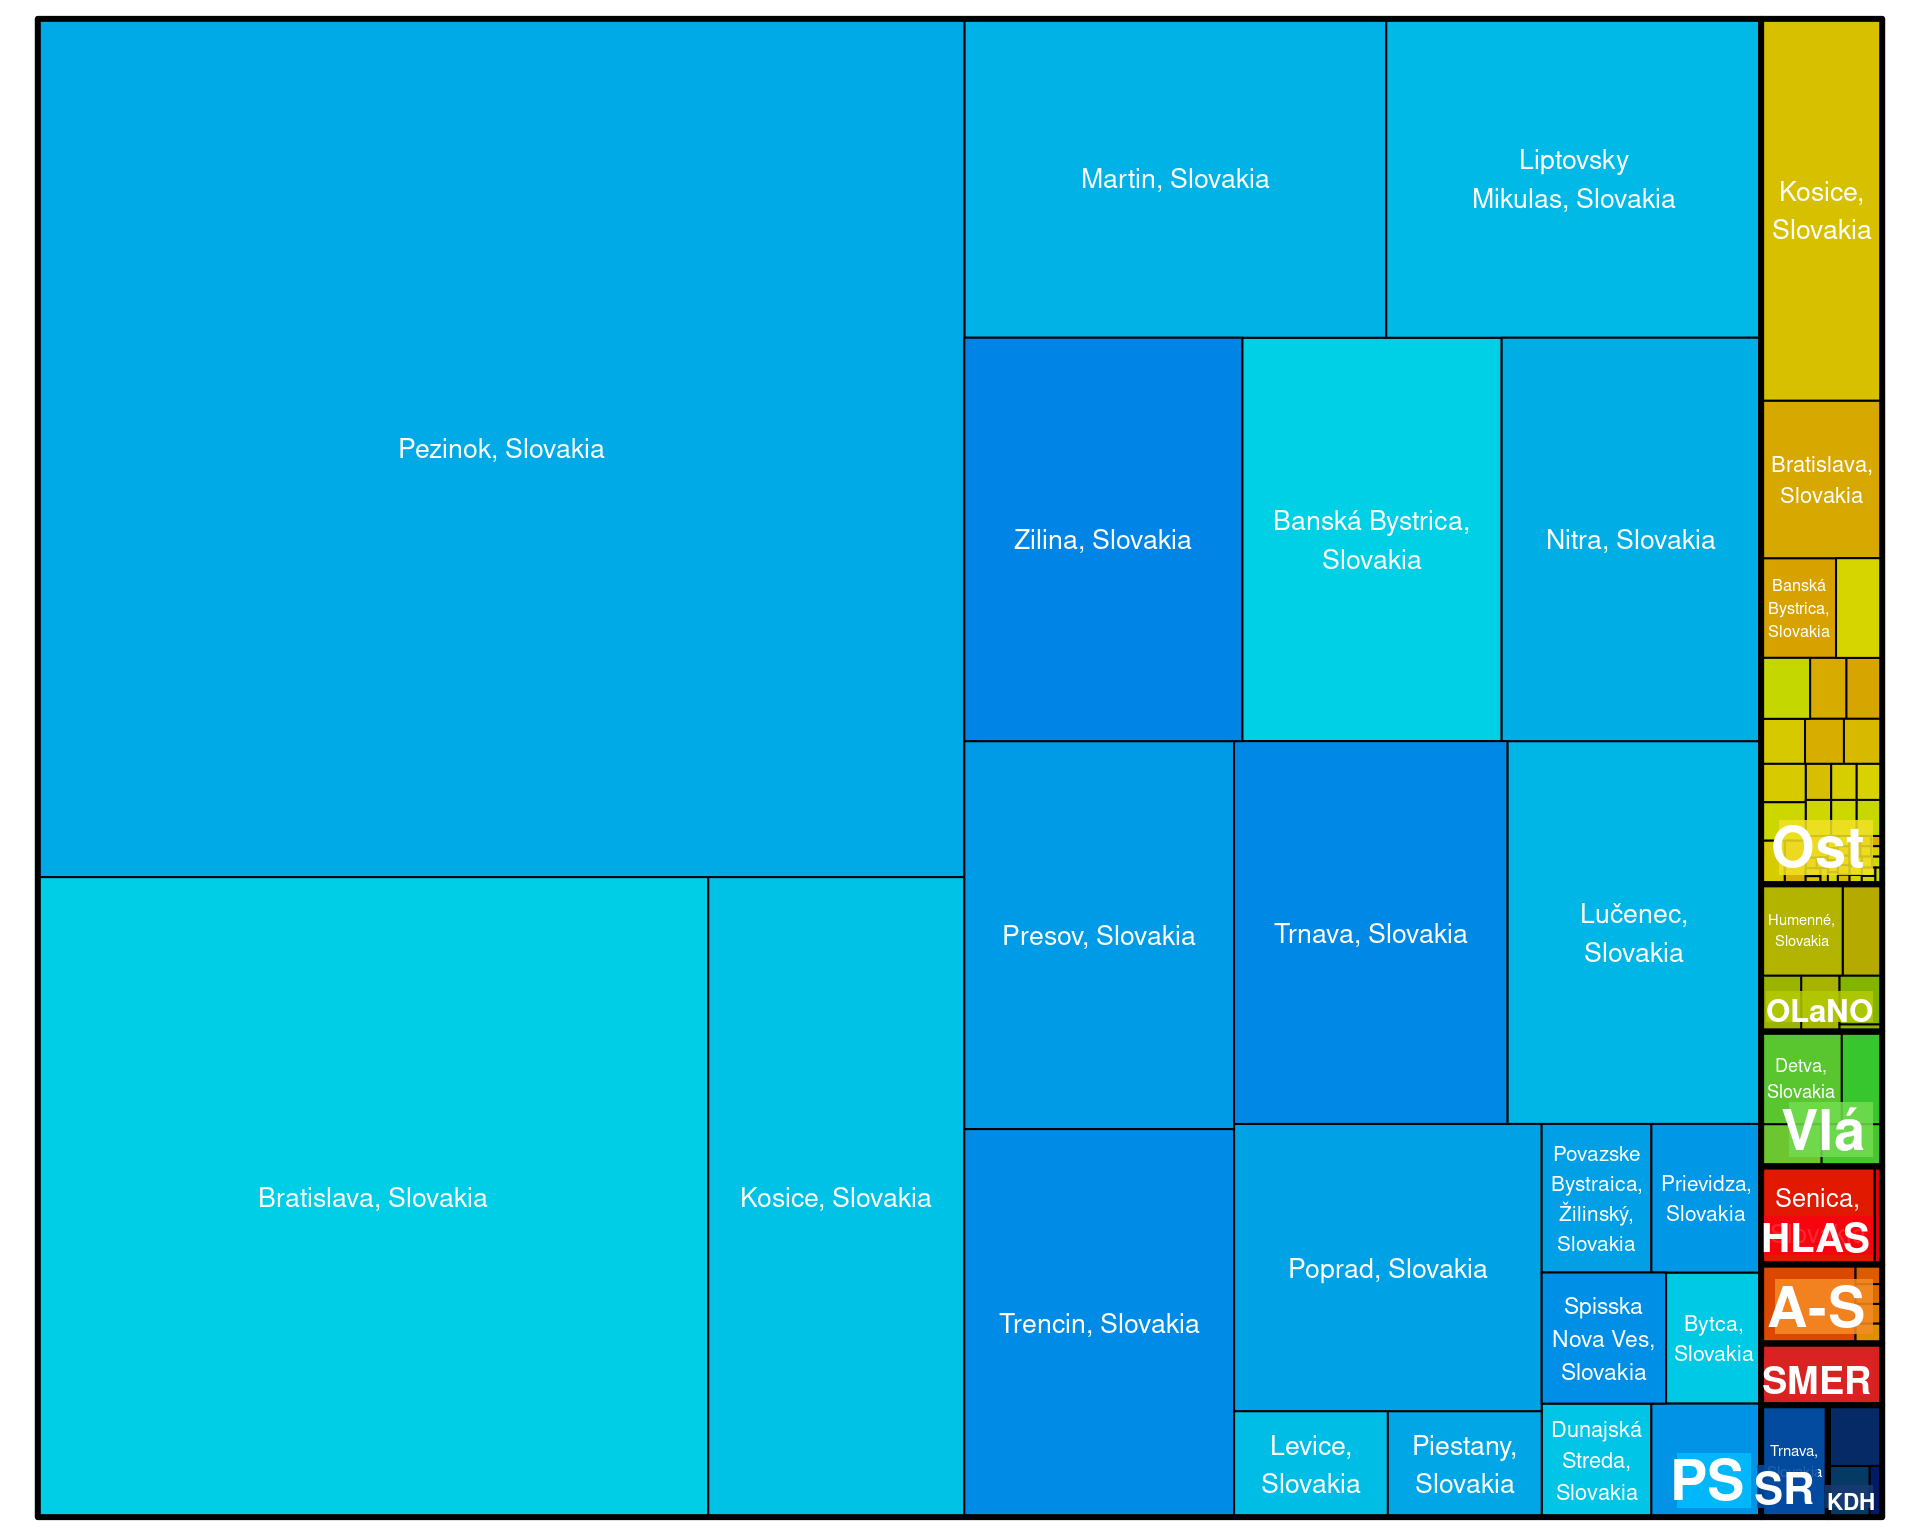 Pezinok, Slovakia
Bratislava, Slovakia
Kosice, Slovakia
Martin, Slovakia
Liptovsky
Mikulas, Slovakia
Zilina, Slovakia
Banská Bystrica,
Slovakia
Nitra, Slovakia
Presov, Slovakia
Trnava, Slovakia
Lučenec,
Slovakia
Trencin, Slovakia
Poprad, Slovakia
Povazske
Bystraica,
Žilinský,
Slovakia
Prievidza,
Slovakia
Spisska
Nova Ves,
Slovakia
Bytca,
Slovakia
Levice,
Slovakia
Piestany,
Slovakia
Dunajská
Streda,
Slovakia
PS
Kosice,
Slovakia
Bratislava,
Slovakia
Banská
Bystrica,
Slovakia
Ost
Humenné,
Slovakia
OLaNO
Detva,
Slovakia
Vlá
Senica,
HLAS
A-S
SMER
Trnava,
SR
KDH